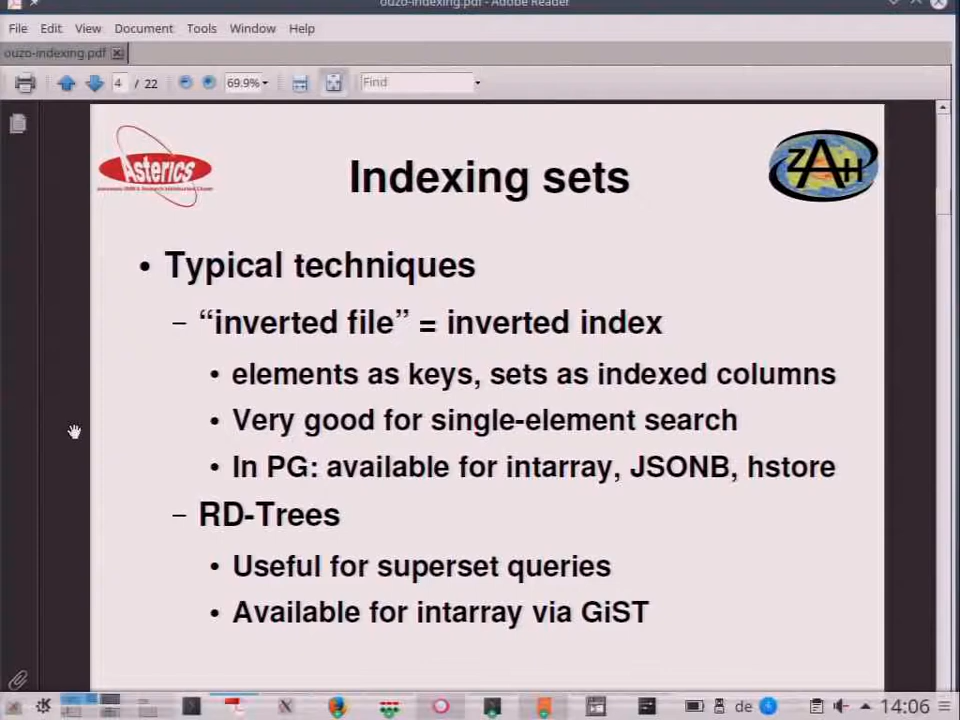 ouzo-indexing.pdf - Adobe Reader
File Edit View Document Tools Window Help
ouzo-indexing.pdf
4 / 22 69.9% Find
Asterics
ZAH
Indexing sets
• Typical techniques
– “inverted file” = inverted index
• elements as keys, sets as indexed columns
• Very good for single-element search
• In PG: available for intarray, JSONB, hstore
– RD-Trees
• Useful for superset queries
• Available for intarray via GiST
de 14:06